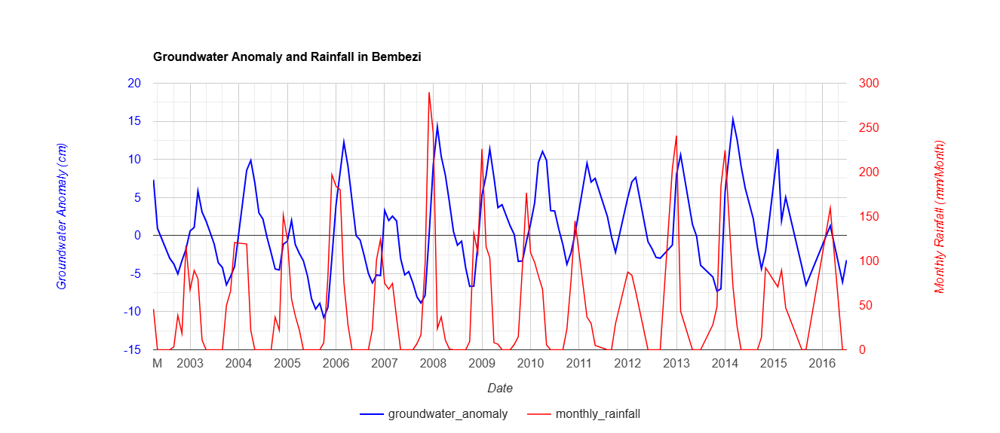 Groundwater Anomaly and Rainfall in Bembezi
20 300
15 250
10 200
5 150
0 100
-5 50
-10 0
-15
Groundwater Anomaly (cm)
Monthly Rainfall (mm/Month)
M 2003 2004 2005 2006 2007 2008 2009 2010 2011 2012 2013 2014 2015 2016
Date
groundwater_anomaly monthly_rainfall